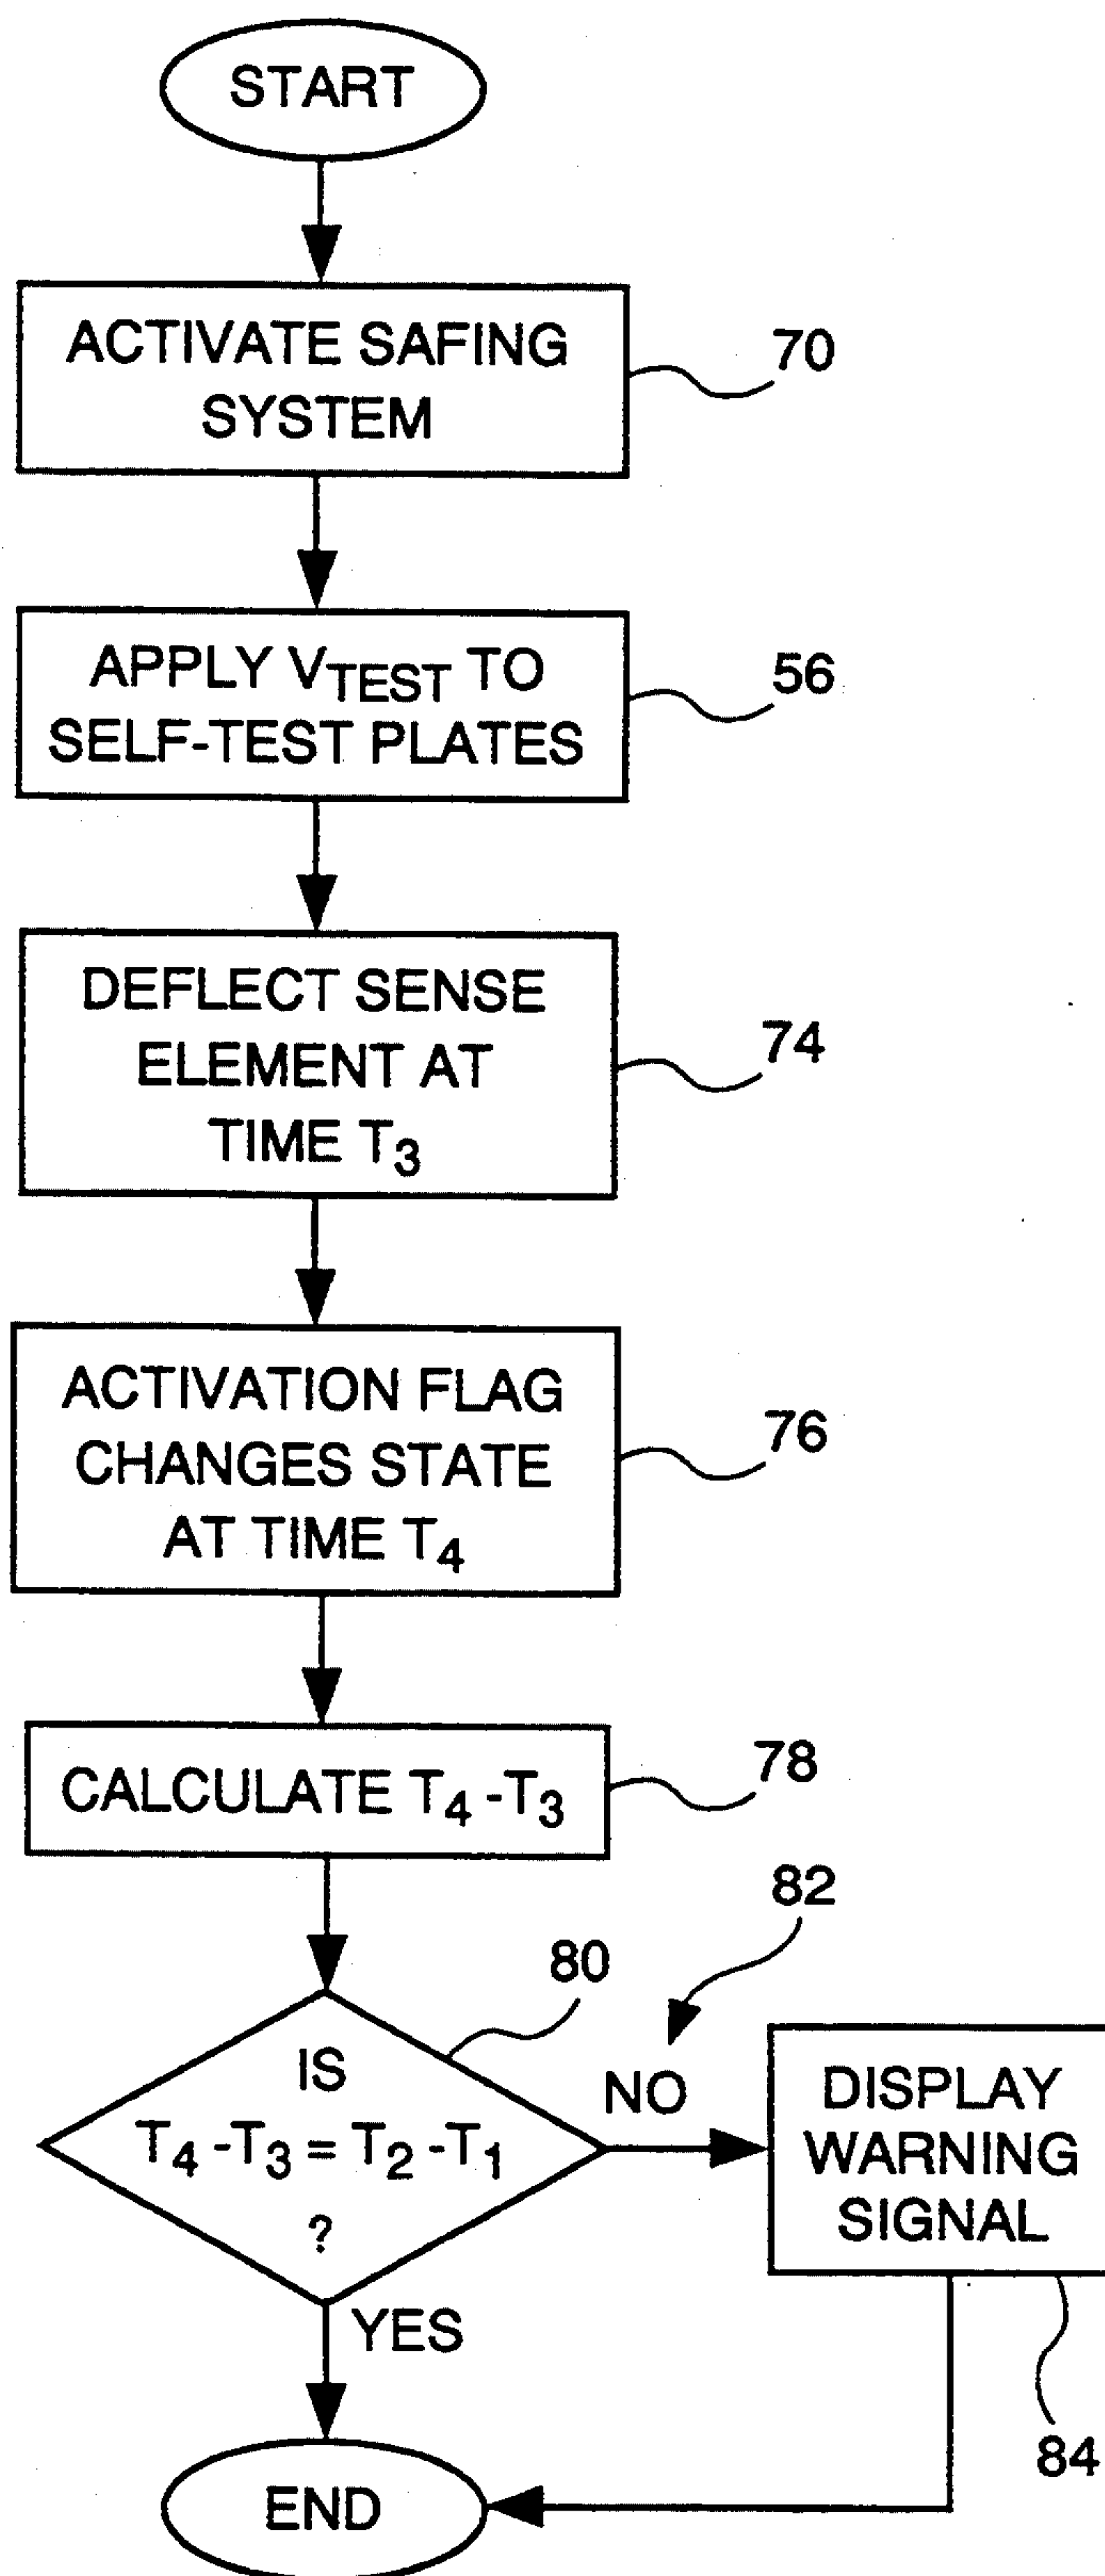 START
ACTIVATE SAFING
SYSTEM
70
APPLY V_TEST TO
SELF-TEST PLATES
56
DEFLECT SENSE
ELEMENT AT
TIME T₃
74
ACTIVATION FLAG
CHANGES STATE
AT TIME T₄
76
CALCULATE T₄ -T₃
78
82
80
IS
T₄ -T₃ = T₂ -T₁
?
NO
DISPLAY
WARNING
SIGNAL
YES
84
END